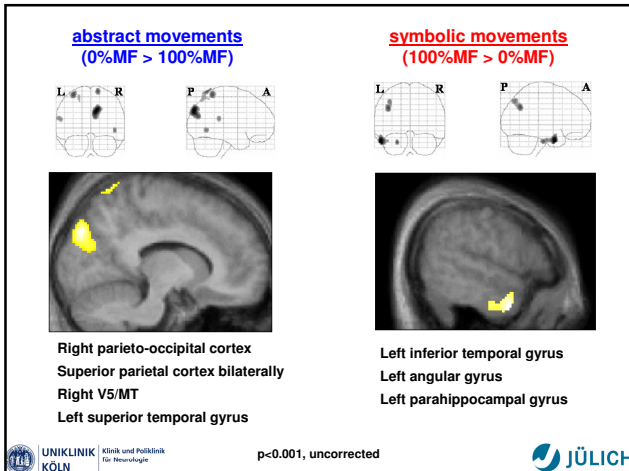 abstract movements
(0%MF > 100%MF)
symbolic movements
(100%MF > 0%MF)
L R
P A
L R
P A
Right parieto-occipital cortex
Superior parietal cortex bilaterally
Right V5/MT
Left superior temporal gyrus
Left inferior temporal gyrus
Left angular gyrus
Left parahippocampal gyrus
UNIKLINIK
KÖLN
Klinik und Poliklinik
für Neurologie
p<0.001, uncorrected
JÜLICH